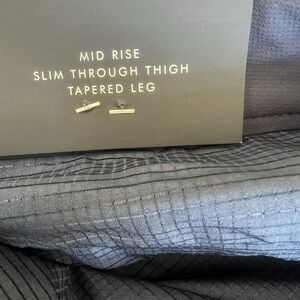 MID RISE
SLIM THROUGH THIGH
TAPERED LEG